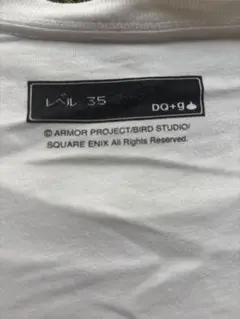 レベル 35
DQ+g
© ARMOR PROJECT/BIRD STUDIO/
SQUARE ENIX All Rights Reserved.